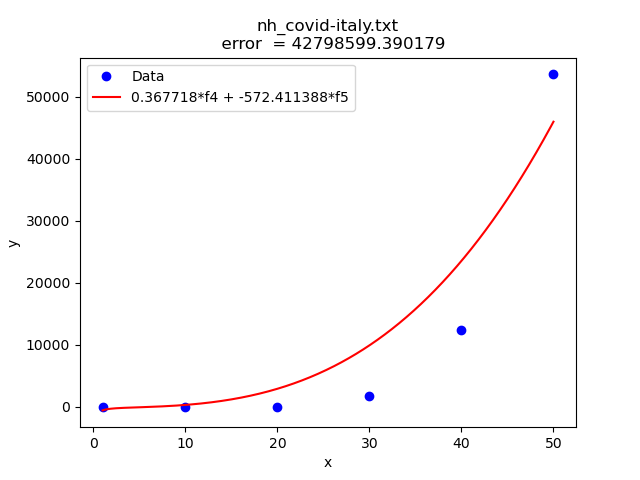 nh_covid-italy.txt
error = 42798599.390179
Data
0.367718*f4 + -572.411388*f5
50000
40000
30000
20000
10000
0
y
0 10 20 30 40 50
x